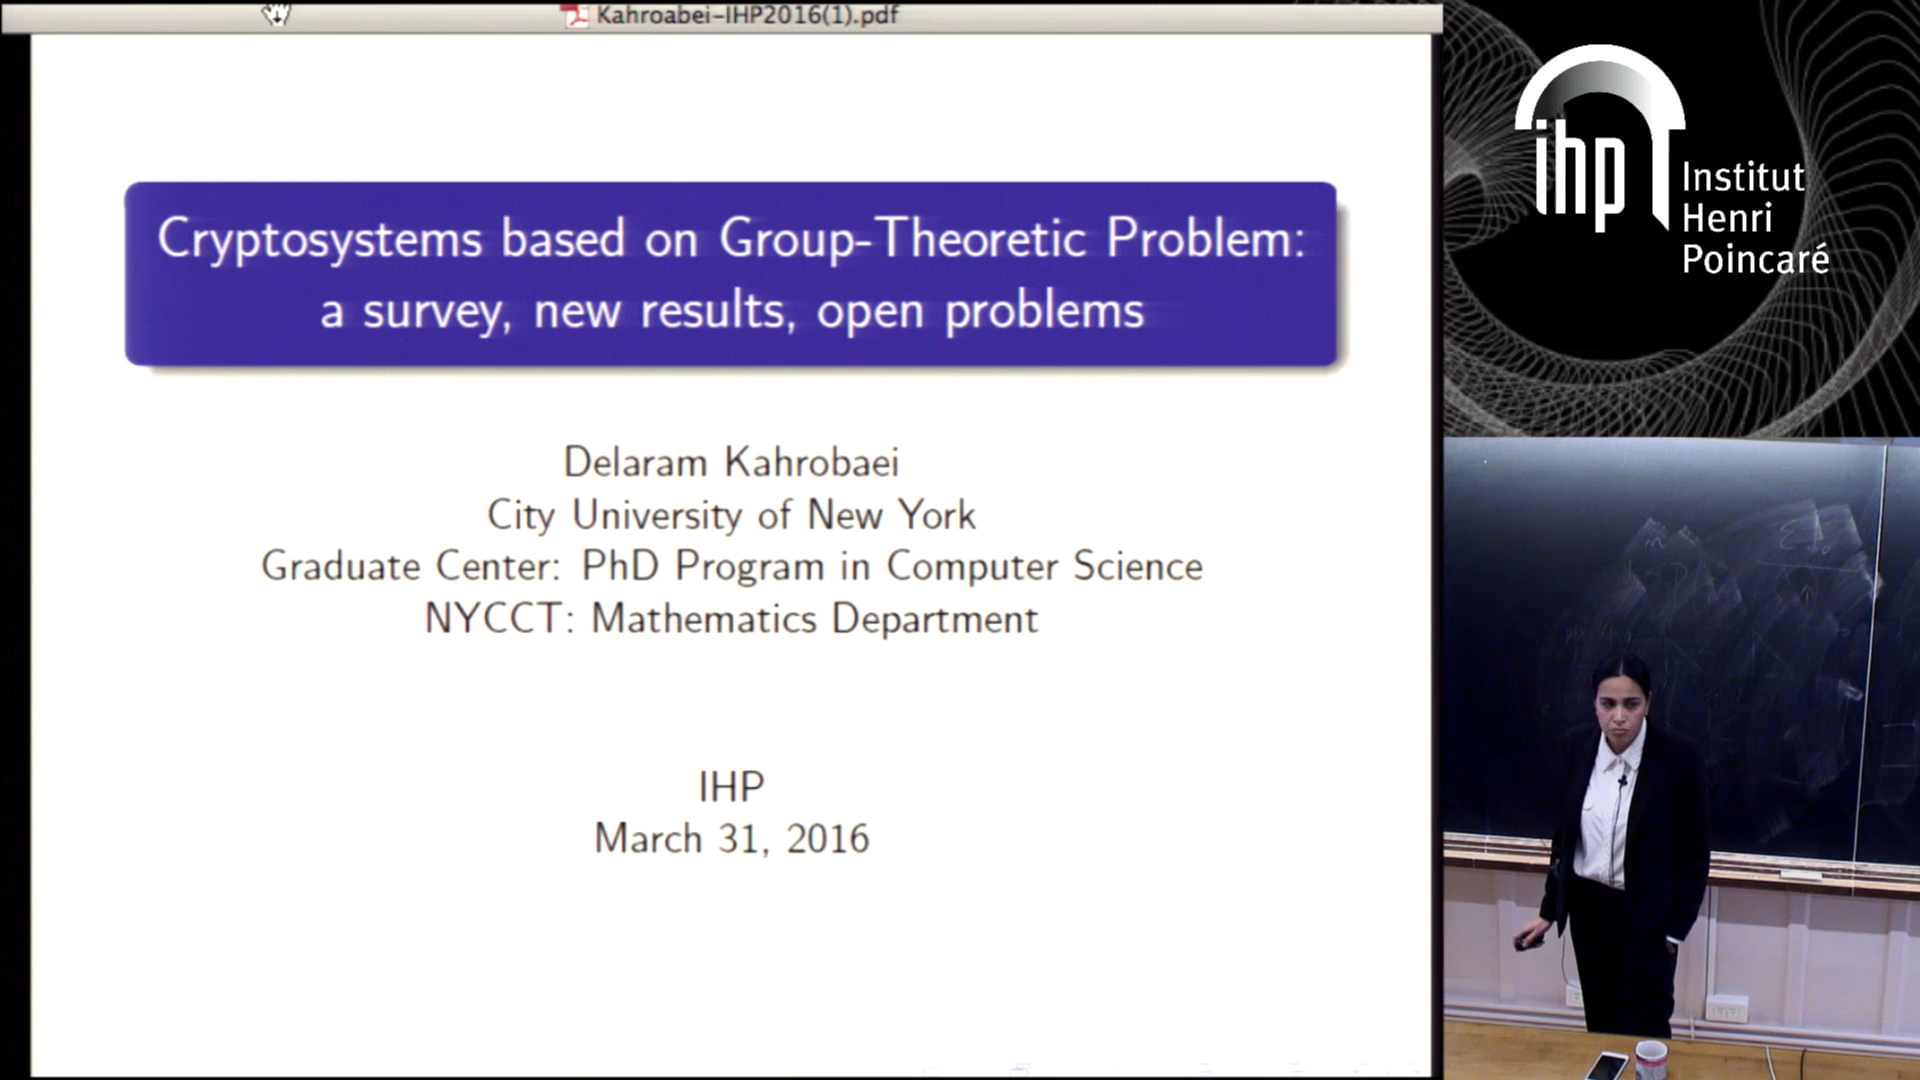 Kahroabei-IHP2016(1).pdf
Cryptosystems based on Group-Theoretic Problem:
a survey, new results, open problems
Delaram Kahrobaei
City University of New York
Graduate Center: PhD Program in Computer Science
NYCCT: Mathematics Department
IHP
March 31, 2016
ihp
Institut
Henri
Poincaré